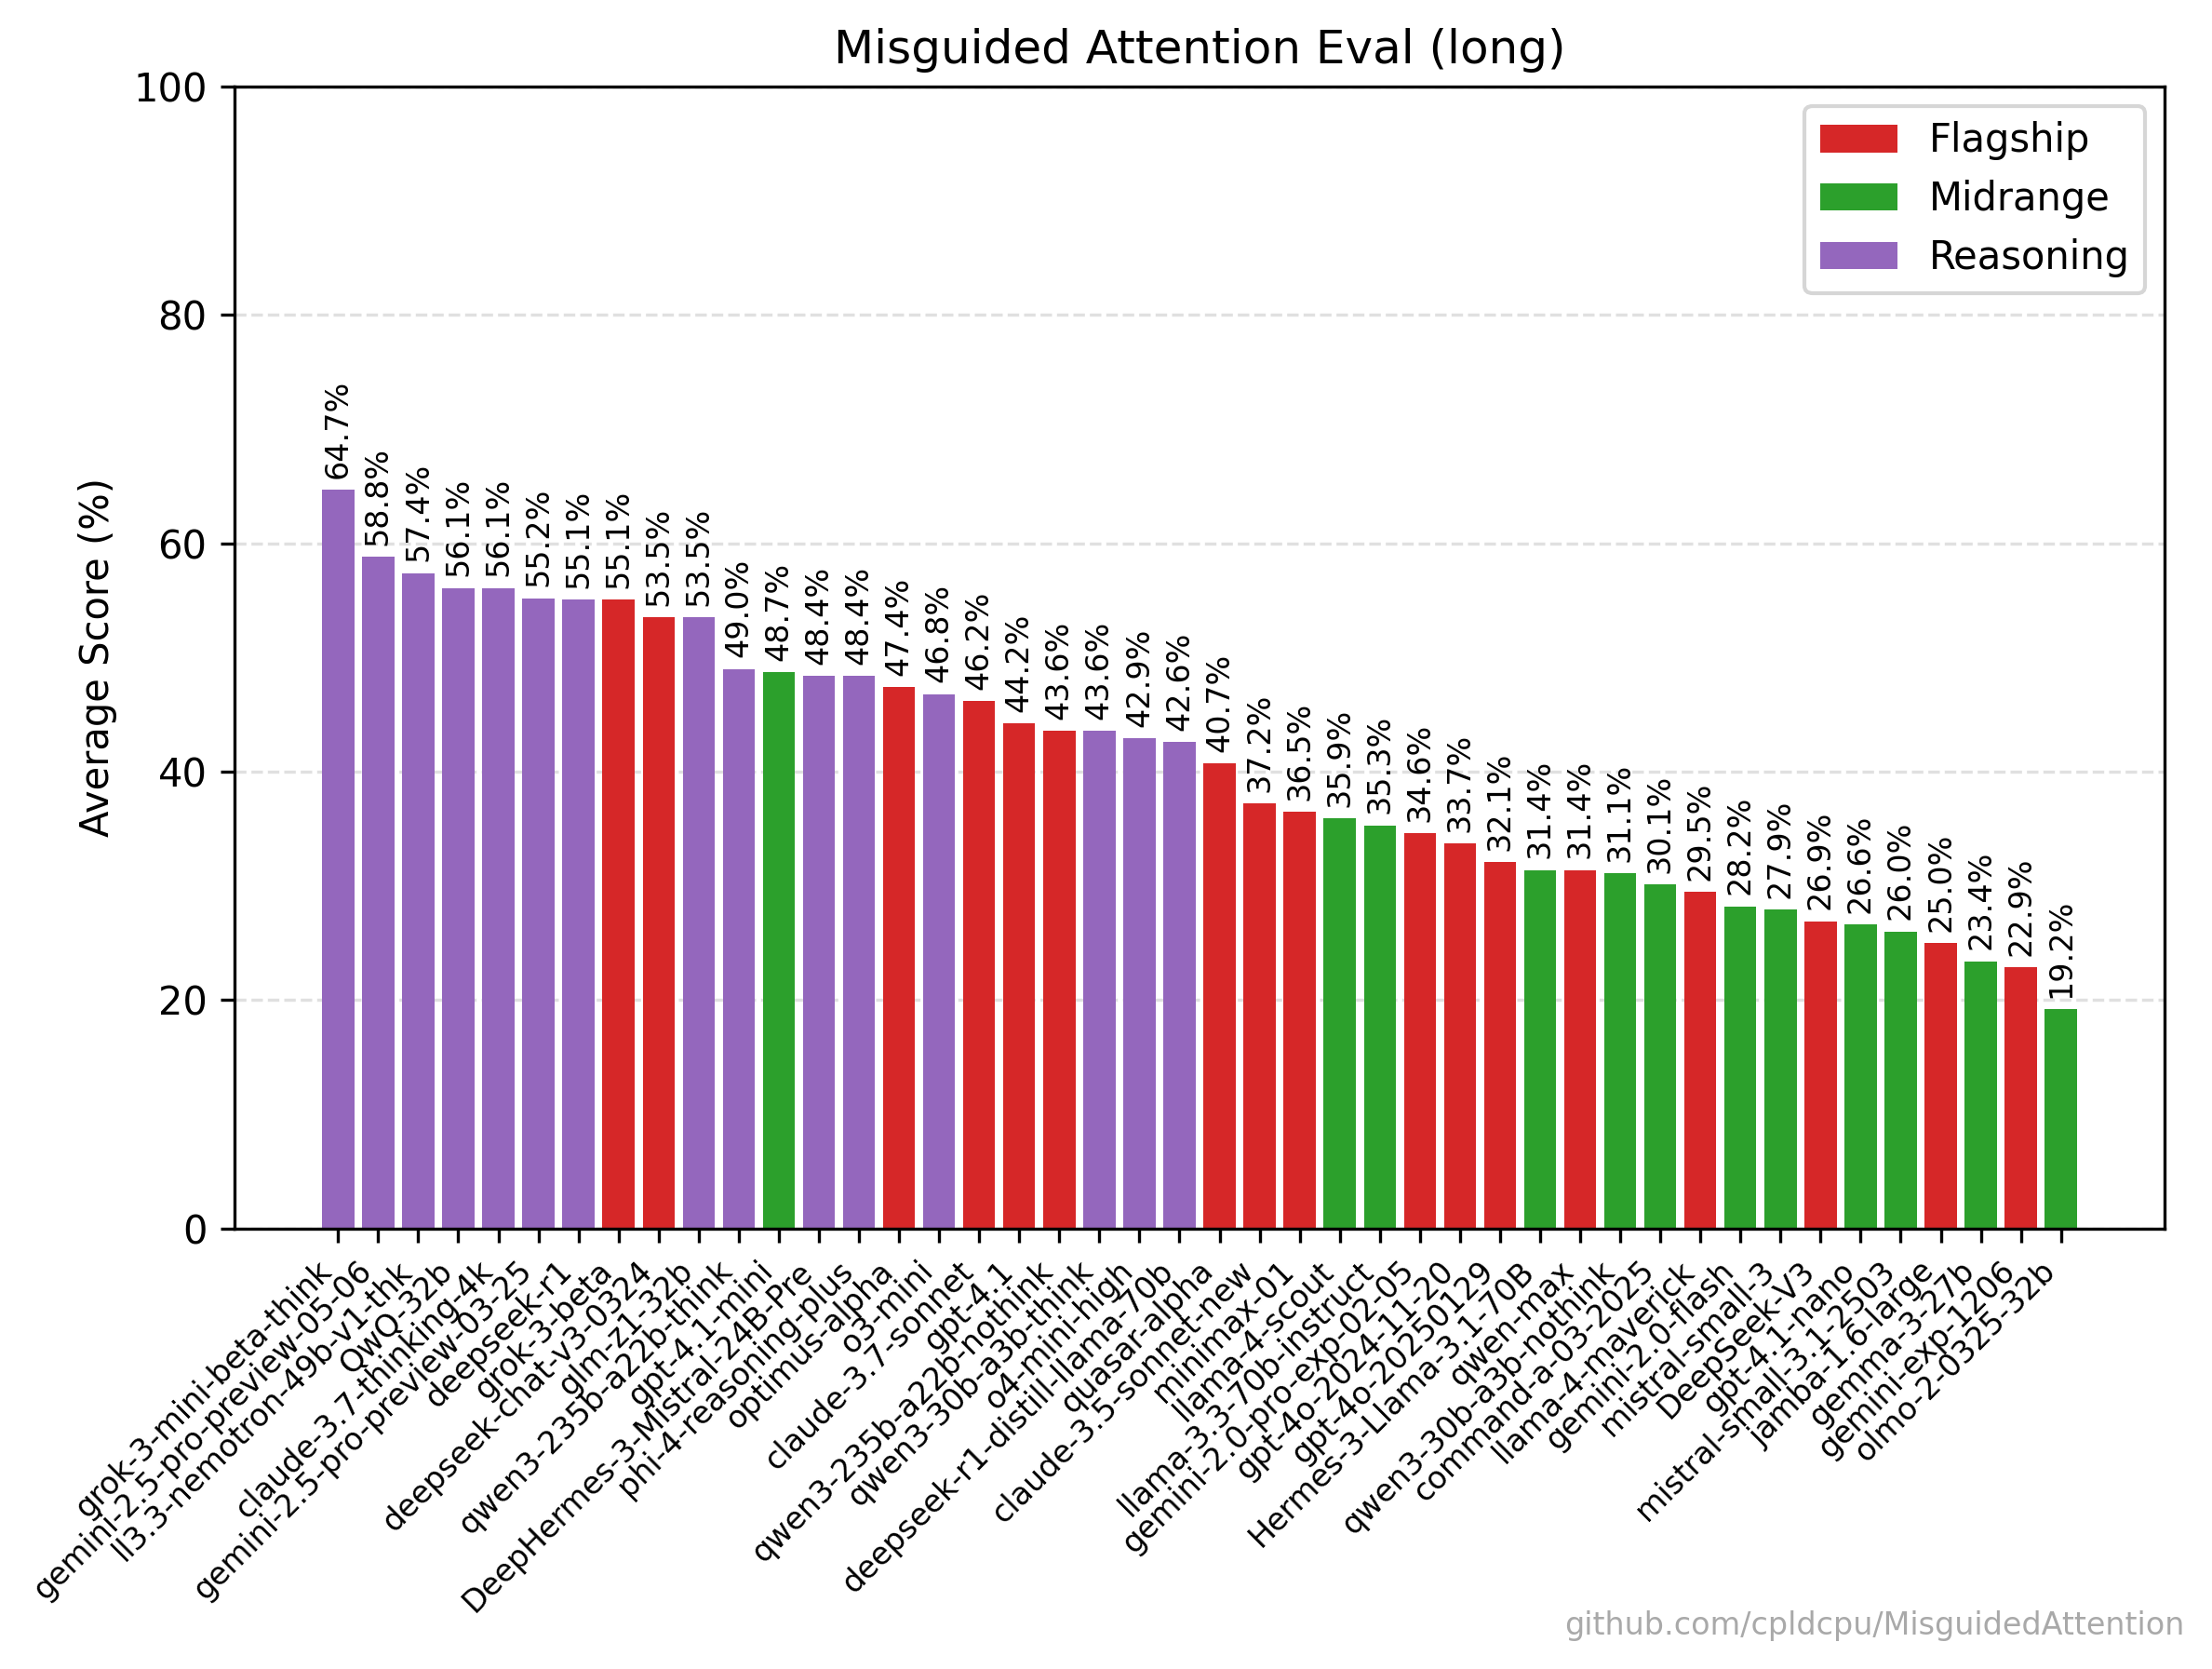 Misguided Attention Eval (long)
Average Score (%)
100
80
60
40
20
0
Flagship
Midrange
Reasoning
64.7%
58.8%
57.4%
56.1%
56.1%
55.2%
55.1%
55.1%
53.5%
53.5%
49.0%
48.7%
48.4%
48.4%
47.4%
46.8%
46.2%
44.2%
43.6%
43.6%
42.9%
42.6%
40.7%
37.2%
36.5%
35.9%
35.3%
34.6%
33.7%
32.1%
31.4%
31.4%
31.1%
30.1%
29.5%
28.2%
27.9%
26.9%
26.6%
26.0%
25.0%
23.4%
22.9%
19.2%
grok-3-mini-beta-think
gemini-2.5-pro-preview-05-06
ll3.3-nemotron-49b-v1-thk
QwQ-32b
claude-3.7-thinking-4k
gemini-2.5-pro-preview-03-25
deepseek-r1
grok-3-beta
deepseek-chat-v3-0324
glm-z1-32b
qwen3-235b-a22b-think
gpt-4.1-mini
DeepHermes-3-Mistral-24B-Pre
phi-4-reasoning-plus
optimus-alpha
o3-mini
claude-3.7-sonnet
gpt-4.1
qwen3-235b-a22b-nothink
qwen3-30b-a3b-think
o4-mini-high
deepseek-r1-distill-llama-70b
quasar-alpha
claude-3.5-sonnet-new
minimax-01
llama-4-scout
llama-3.3-70b-instruct
gemini-2.0-pro-exp-02-05
gpt-4o-2024-11-20
gpt-4o-20250129
Hermes-3-Llama-3.1-70B
qwen-max
qwen3-30b-a3b-nothink
command-a-03-2025
llama-4-maverick
gemini-2.0-flash
mistral-small-3
DeepSeek-V3
gpt-4.1-nano
mistral-small-3.1-2503
jamba-1.6-large
gemma-3-27b
gemini-exp-1206
olmo-2-0325-32b
github.com/cpldcpu/MisguidedAttention